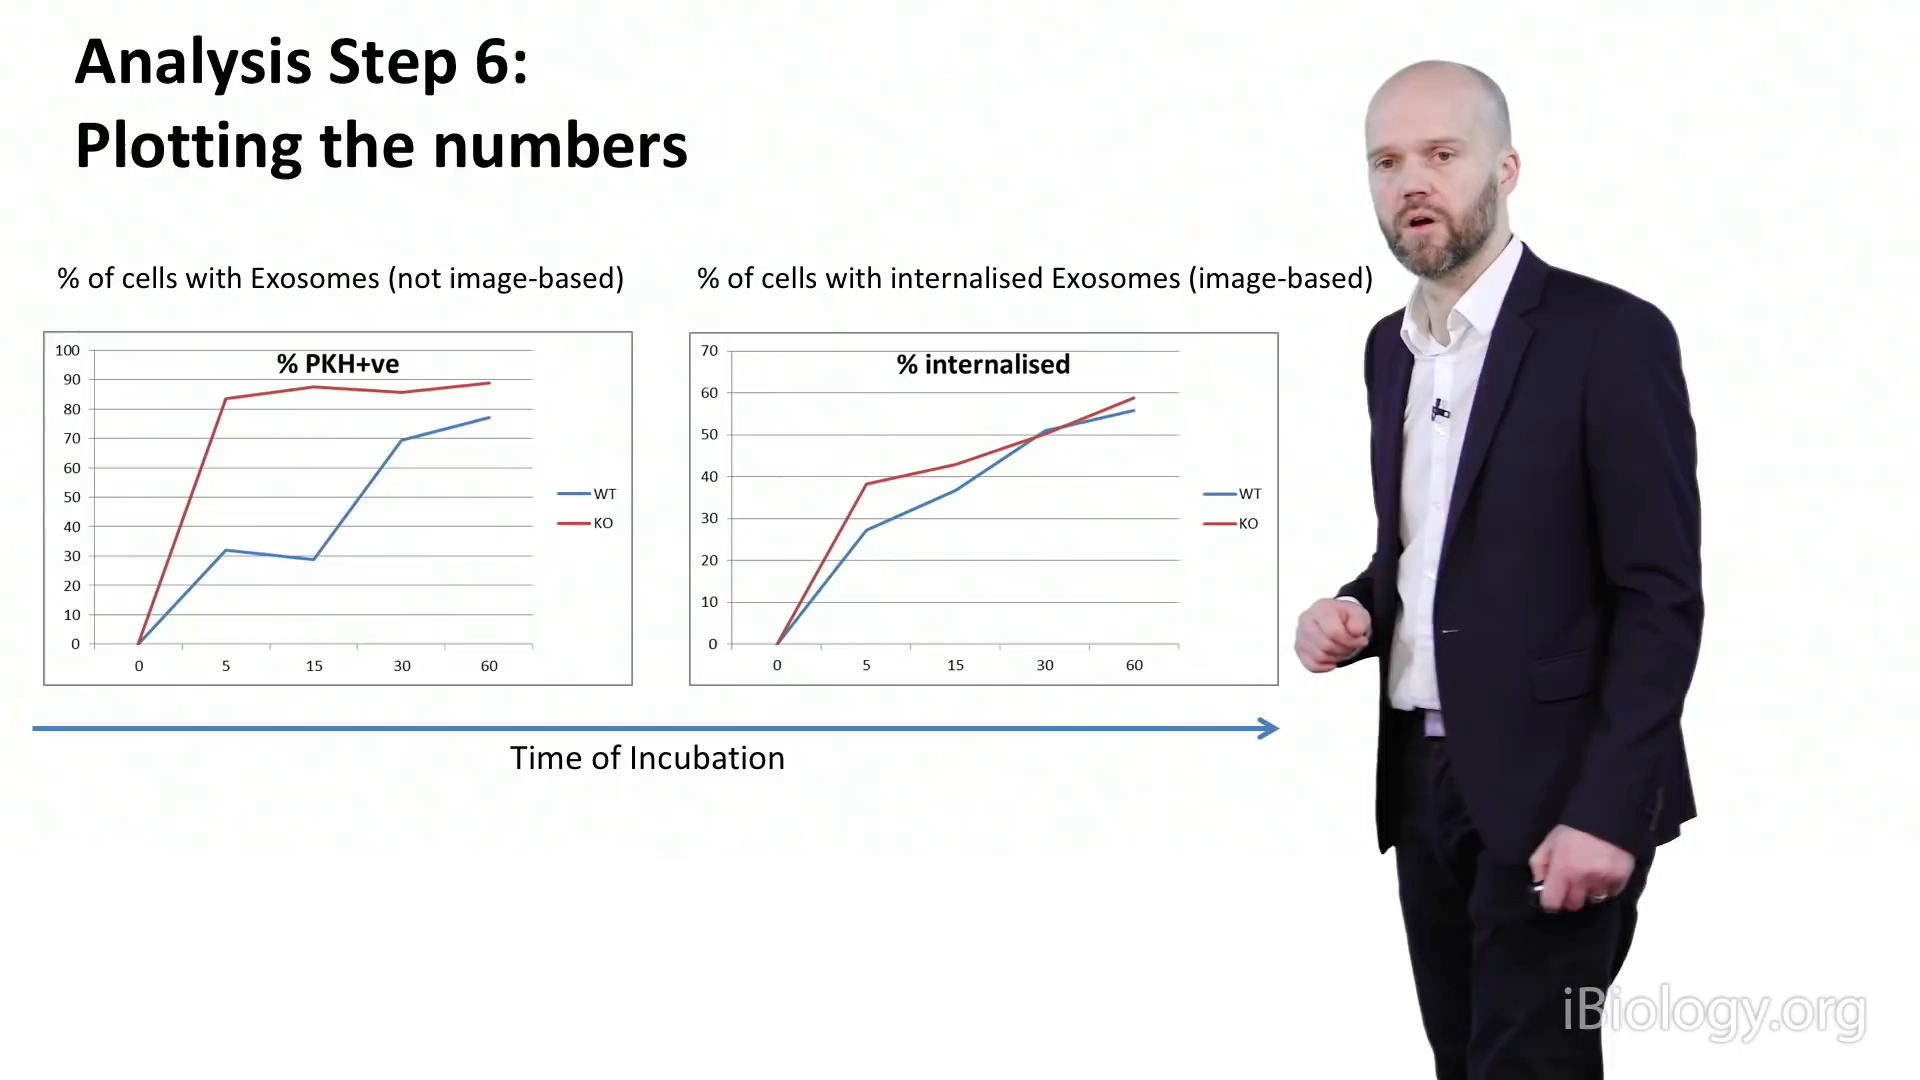 Analysis Step 6:
Plotting the numbers
% of cells with Exosomes (not image-based)
% PKH+ve
100
90
80
70
60
50
40
30
20
10
0
0 5 15 30 60
WT
KO
% of cells with internalised Exosomes (image-based)
% internalised
70
60
50
40
30
20
10
0
0 5 15 30 60
WT
KO
Time of Incubation
iBiology.org